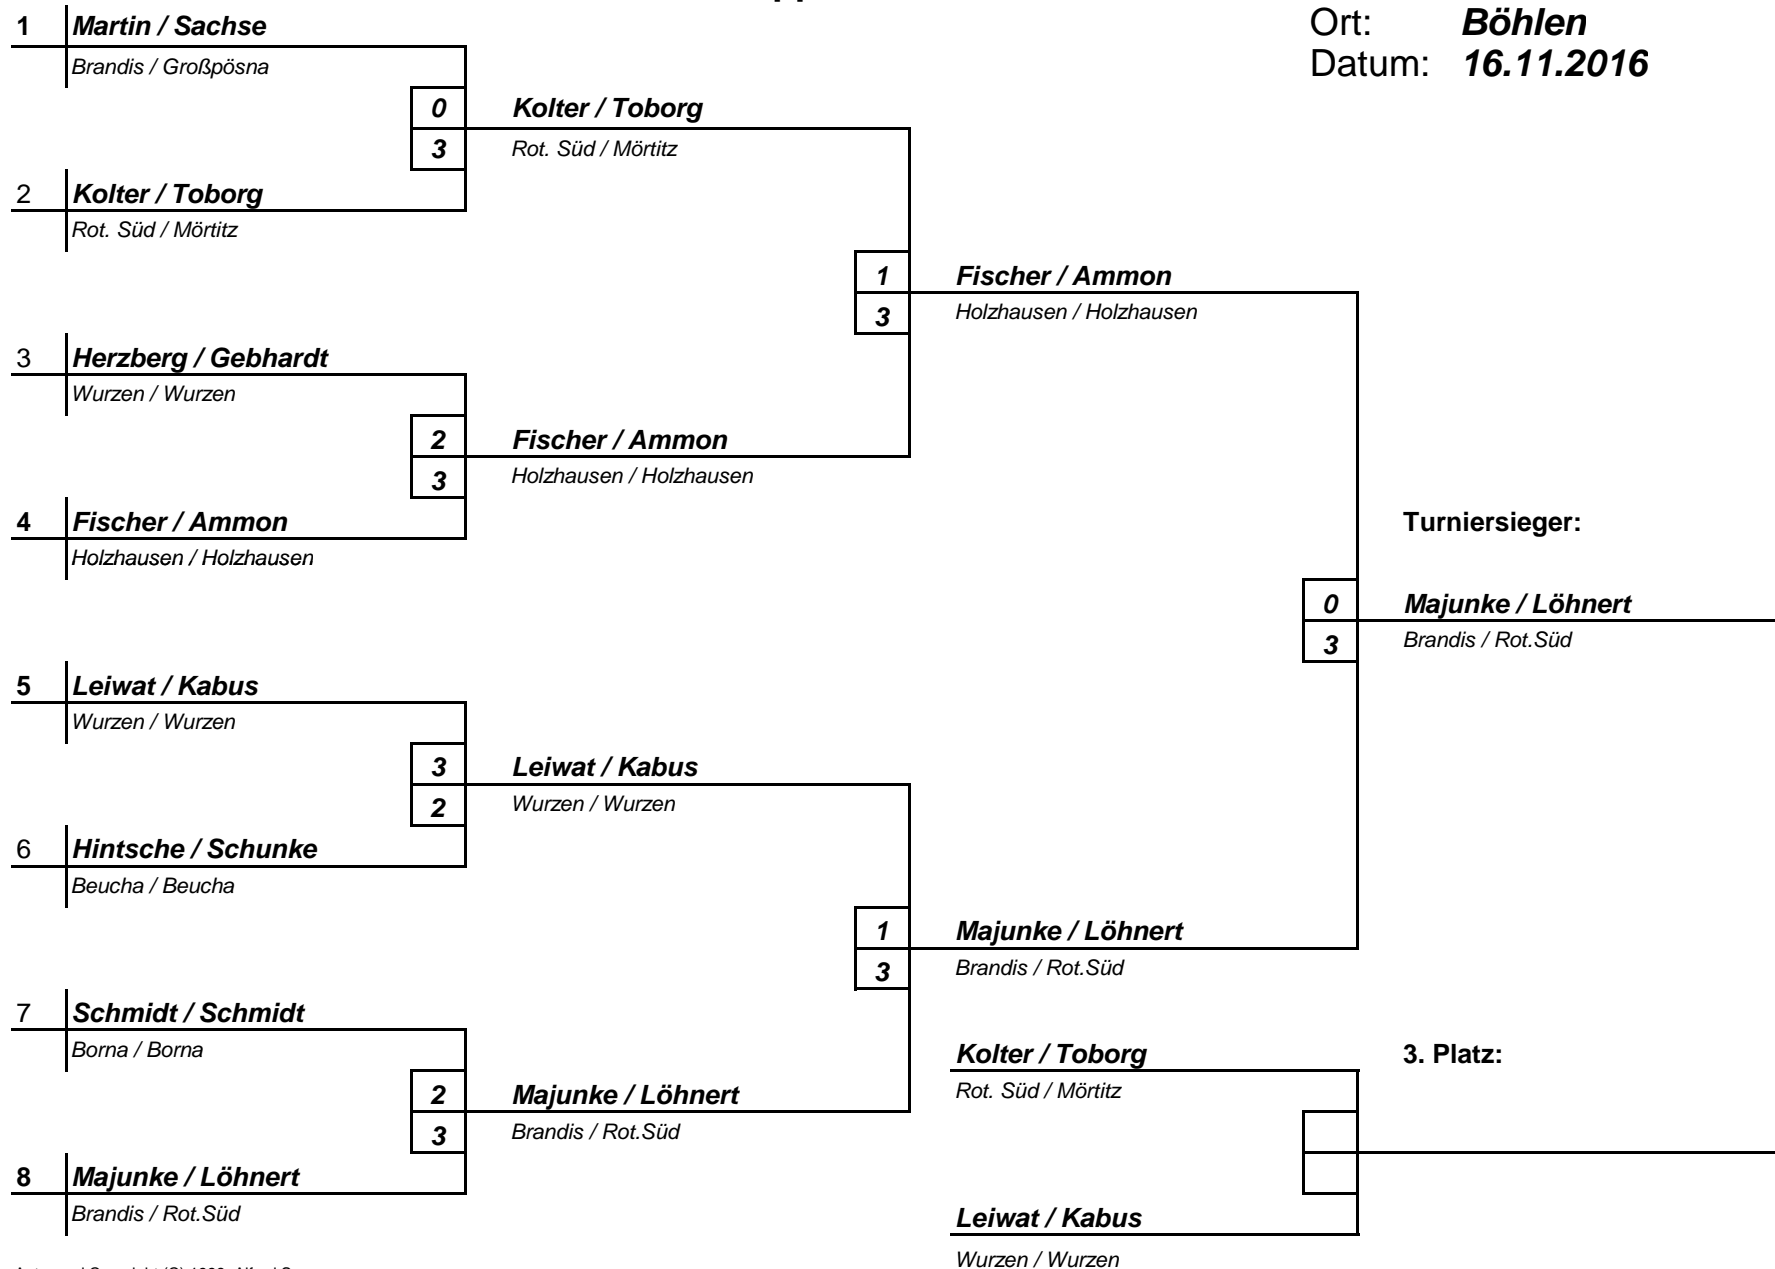 Ort: Böhlen
Datum: 16.11.2016
1 Martin / Sachse
Brandis / Großpösna
0 Kolter / Toborg
3 Rot. Süd / Mörtitz
2 Kolter / Toborg
Rot. Süd / Mörtitz
1 Fischer / Ammon
3 Holzhausen / Holzhausen
3 Herzberg / Gebhardt
Wurzen / Wurzen
2 Fischer / Ammon
3 Holzhausen / Holzhausen
4 Fischer / Ammon
Holzhausen / Holzhausen
Turniersieger:
0 Majunke / Löhnert
3 Brandis / Rot.Süd
5 Leiwat / Kabus
Wurzen / Wurzen
3 Leiwat / Kabus
2 Wurzen / Wurzen
6 Hintsche / Schunke
Beucha / Beucha
1 Majunke / Löhnert
3 Brandis / Rot.Süd
7 Schmidt / Schmidt
Borna / Borna
Kolter / Toborg 3. Platz:
Rot. Süd / Mörtitz
2 Majunke / Löhnert
3 Brandis / Rot.Süd
8 Majunke / Löhnert
Brandis / Rot.Süd
Leiwat / Kabus
Wurzen / Wurzen